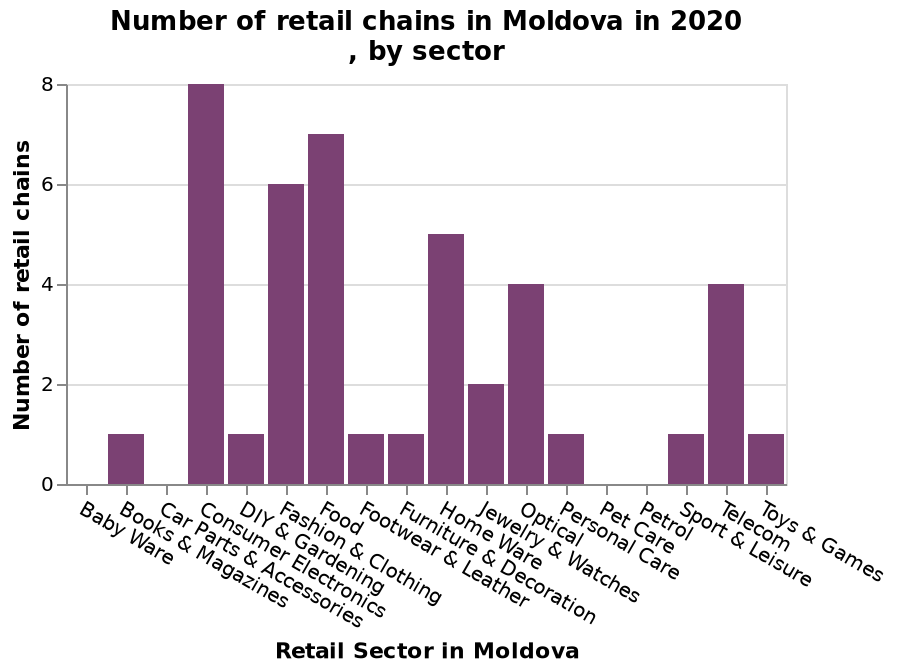 Number of retail chains in Moldova in 2020
, by sector
Number of retail chains
8
6
4
2
0
Baby Ware
Books & Magazines
Car Parts & Accessories
Consumer Electronics
DIY & Gardening
Fashion & Clothing
Food
Footwear & Leather
Furniture & Decoration
Home Ware
Jewelry & Watches
Optical
Personal Care
Pet Care
Petrol
Sport & Leisure
Telecom
Toys & Games
Retail Sector in Moldova